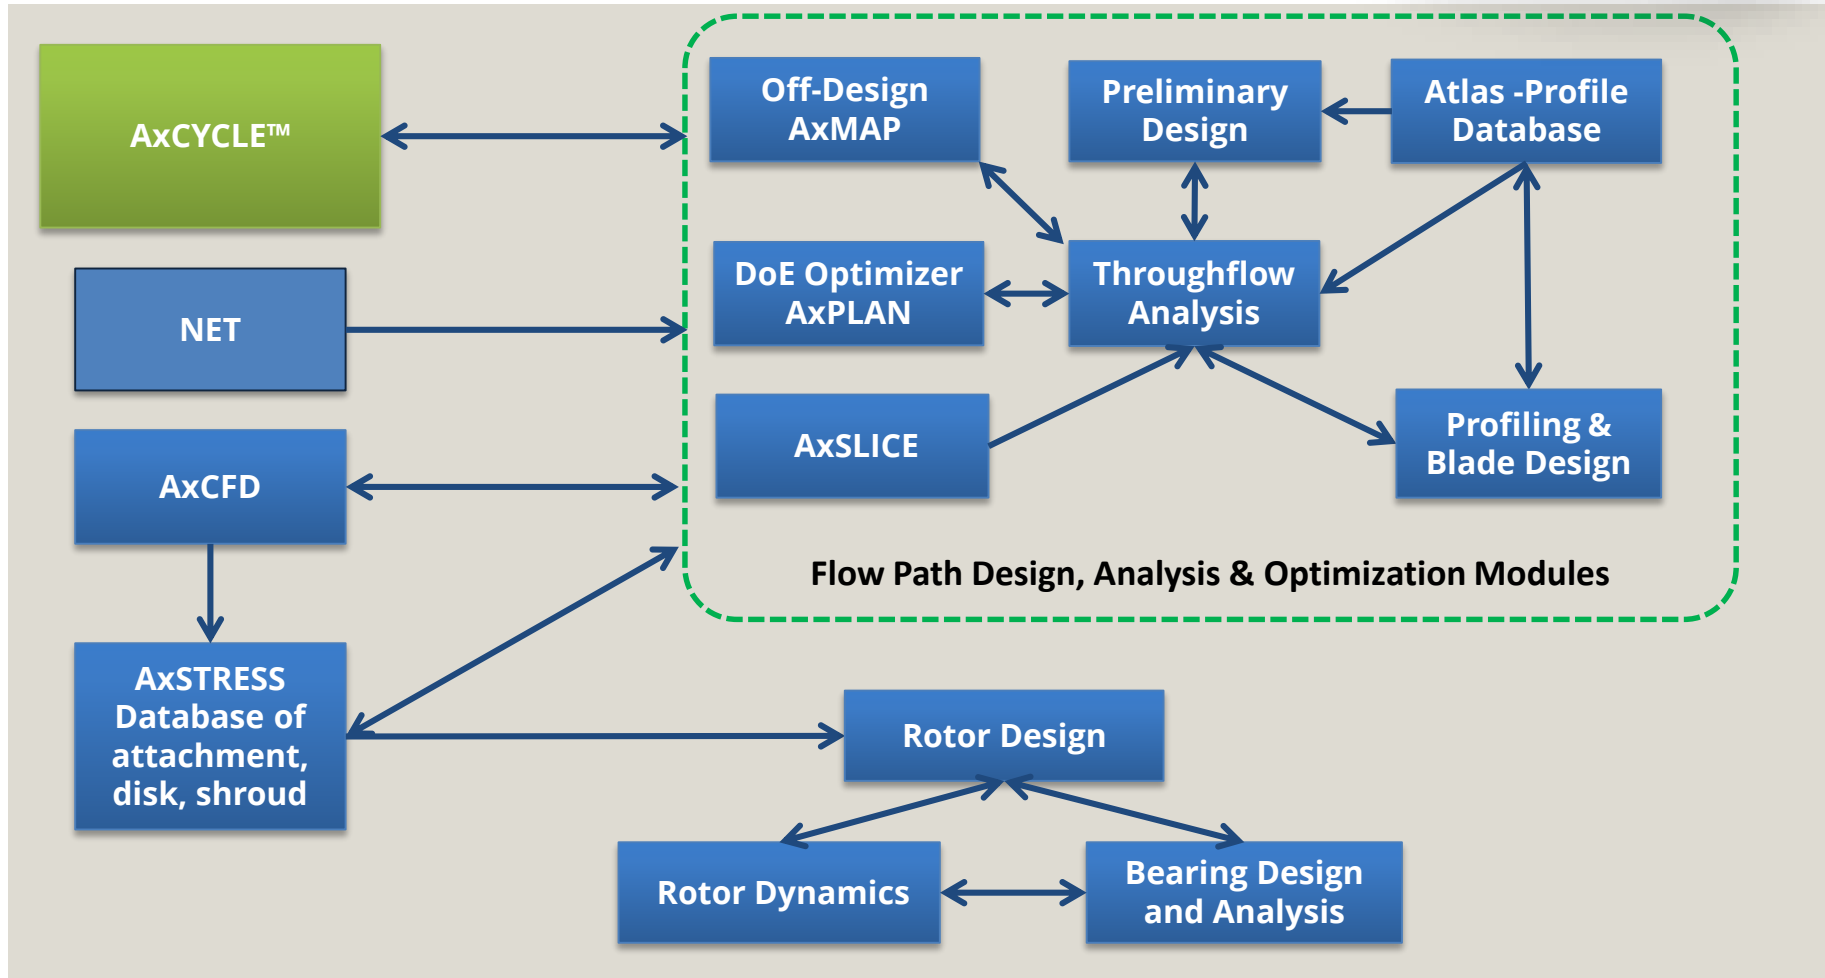 AxCYCLE™
Off-Design
AxMAP
Preliminary
Design
Atlas -Profile
Database
NET
DoE Optimizer
AxPLAN
Throughflow
Analysis
AxCFD
AxSLICE
Profiling &
Blade Design
Flow Path Design, Analysis & Optimization Modules
AxSTRESS
Database of
attachment,
disk, shroud
Rotor Design
Rotor Dynamics
Bearing Design
and Analysis